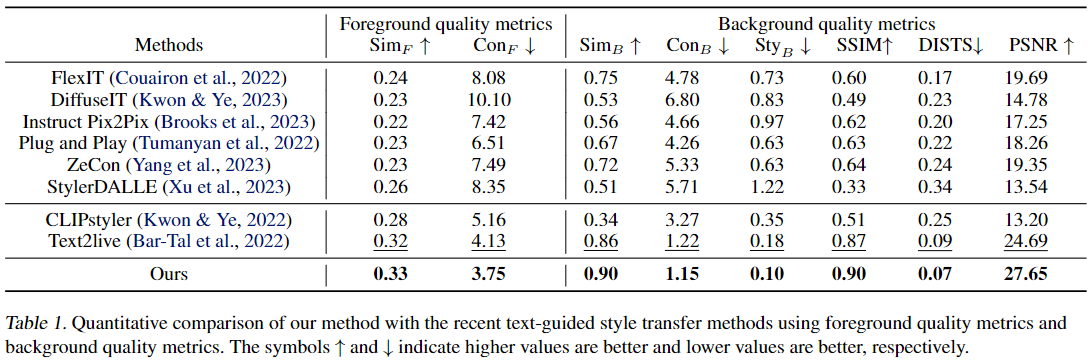 Foreground quality metrics Background quality metrics
Methods Sim_F ↑ Con_F ↓ Sim_B ↑ Con_B ↓ Sty_B ↓ SSIM↑ DISTS↓ PSNR ↑
FlexIT (Couairon et al., 2022) 0.24 8.08 0.75 4.78 0.73 0.60 0.17 19.69
DiffuseIT (Kwon & Ye, 2023) 0.23 10.10 0.53 6.80 0.83 0.49 0.23 14.78
Instruct Pix2Pix (Brooks et al., 2023) 0.22 7.42 0.56 4.66 0.97 0.62 0.20 17.25
Plug and Play (Tumanyan et al., 2022) 0.23 6.51 0.67 4.26 0.63 0.63 0.22 18.26
ZeCon (Yang et al., 2023) 0.23 7.49 0.72 5.33 0.63 0.64 0.24 19.35
StylerDALLE (Xu et al., 2023) 0.26 8.35 0.51 5.71 1.22 0.33 0.34 13.54
CLIPstyler (Kwon & Ye, 2022) 0.28 5.16 0.34 3.27 0.35 0.51 0.25 13.20
Text2live (Bar-Tal et al., 2022) 0.32 4.13 0.86 1.22 0.18 0.87 0.09 24.69
Ours 0.33 3.75 0.90 1.15 0.10 0.90 0.07 27.65
Table 1. Quantitative comparison of our method with the recent text-guided style transfer methods using foreground quality metrics and
background quality metrics. The symbols ↑ and ↓ indicate higher values are better and lower values are better, respectively.